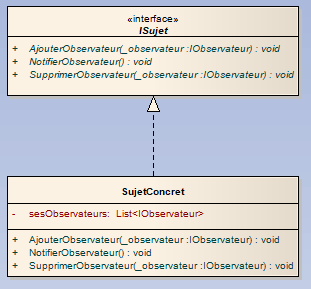 «interface»
ISujet
+ AjouterObservateur(_observateur :IObservateur) : void
+ NotifierObservateur() : void
+ SupprimerObservateur(_observateur :IObservateur) : void
SujetConcret
- sesObservateurs: List<IObservateur>
+ AjouterObservateur(_observateur :IObservateur) : void
+ NotifierObservateur() : void
+ SupprimerObservateur(_observateur :IObservateur) : void